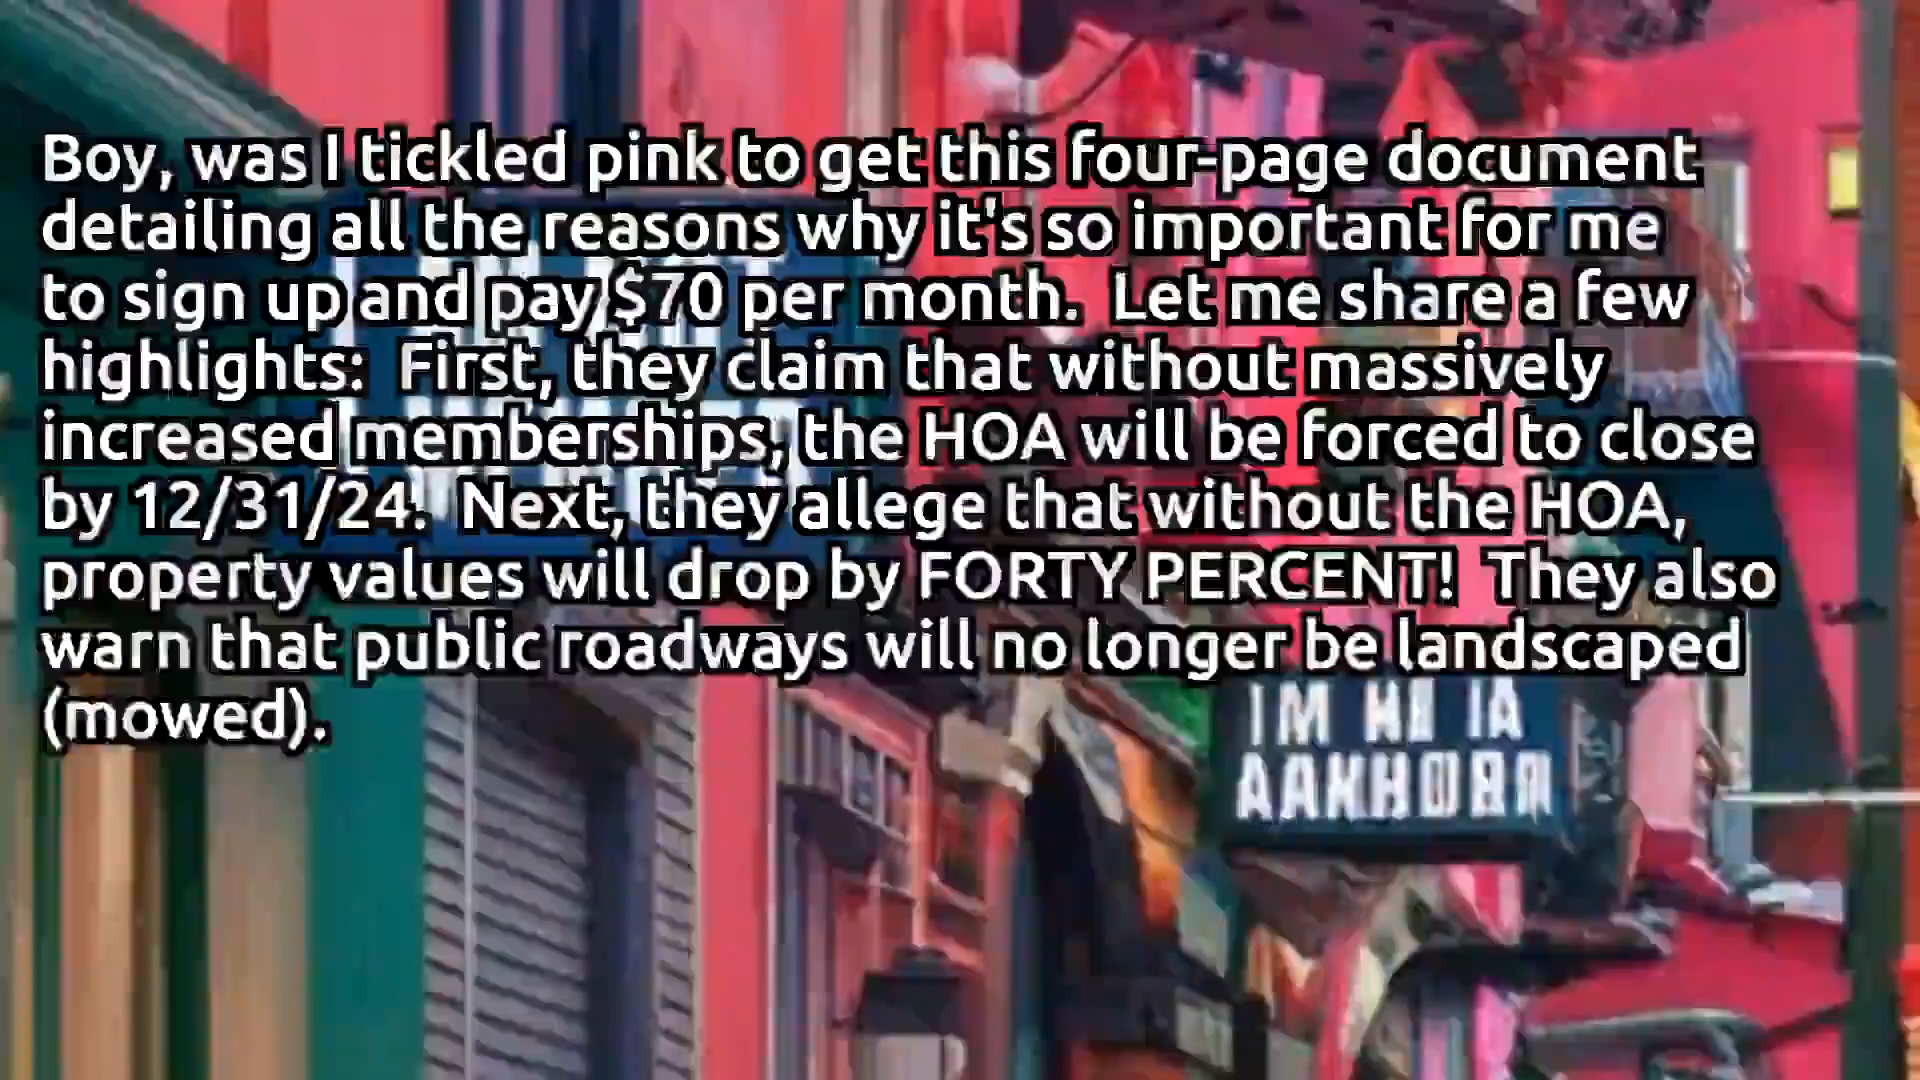 Boy, was I tickled pink to get this four-page document
detailing all the reasons why it's so important for me
to sign up and pay $70 per month.  Let me share a few
highlights:  First, they claim that without massively
increased memberships, the HOA will be forced to close
by 12/31/24!  Next, they allege that without the HOA,
property values will drop by FORTY PERCENT!  They also
warn that public roadways will no longer be landscaped
(mowed).